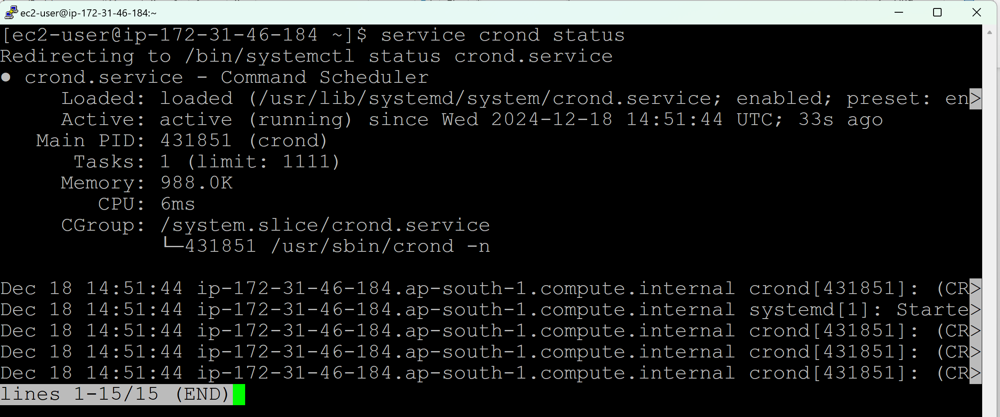 ec2-user@ip-172-31-46-184:~
[ec2-user@ip-172-31-46-184 ~]$ service crond status
Redirecting to /bin/systemctl status crond.service
● crond.service - Command Scheduler
     Loaded: loaded (/usr/lib/systemd/system/crond.service; enabled; preset: en>
     Active: active (running) since Wed 2024-12-18 14:51:44 UTC; 33s ago
   Main PID: 431851 (crond)
      Tasks: 1 (limit: 1111)
     Memory: 988.0K
        CPU: 6ms
     CGroup: /system.slice/crond.service
             └─431851 /usr/sbin/crond -n
Dec 18 14:51:44 ip-172-31-46-184.ap-south-1.compute.internal crond[431851]: (CR>
Dec 18 14:51:44 ip-172-31-46-184.ap-south-1.compute.internal systemd[1]: Starte>
Dec 18 14:51:44 ip-172-31-46-184.ap-south-1.compute.internal crond[431851]: (CR>
Dec 18 14:51:44 ip-172-31-46-184.ap-south-1.compute.internal crond[431851]: (CR>
Dec 18 14:51:44 ip-172-31-46-184.ap-south-1.compute.internal crond[431851]: (CR>
lines 1-15/15 (END)